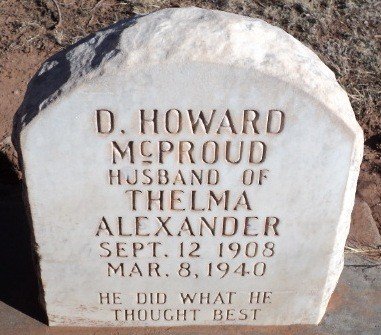 D. HOWARD
McPROUD
HUSBAND OF
THELMA
ALEXANDER
SEPT. 12 1908
MAR. 8, 1940
HE DID WHAT HE
THOUGHT BEST